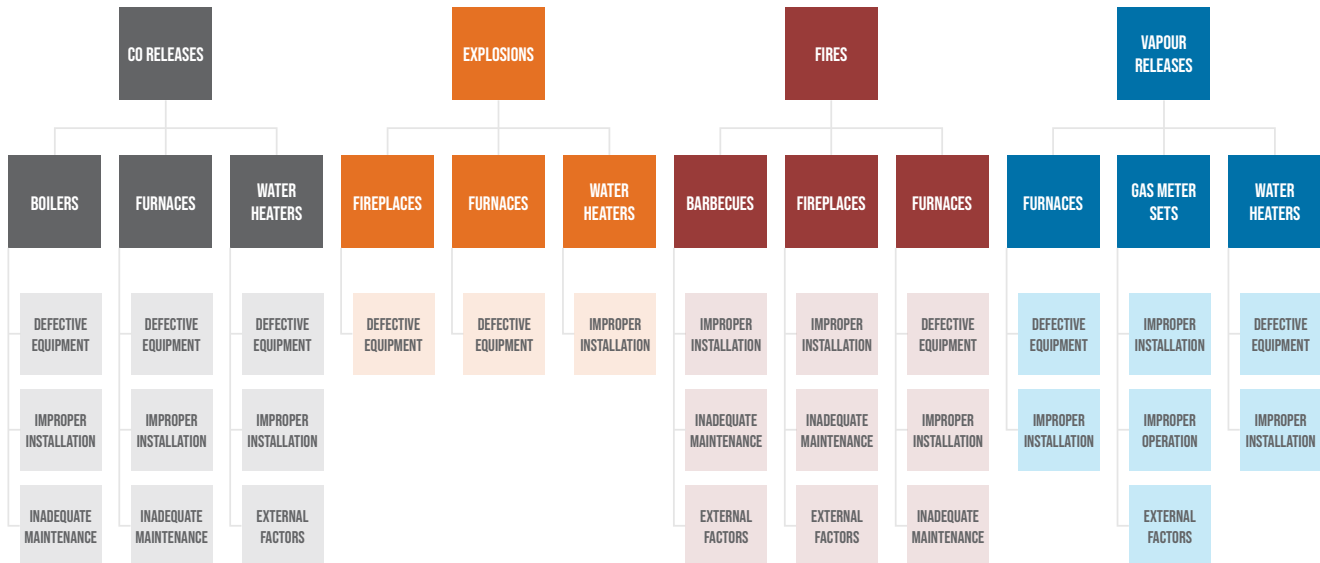 CO RELEASES
EXPLOSIONS
FIRES
VAPOUR
RELEASES
BOILERS
FURNACES
WATER
HEATERS
FIREPLACES
FURNACES
WATER
HEATERS
BARBECUES
FIREPLACES
FURNACES
FURNACES
GAS METER
SETS
WATER
HEATERS
DEFECTIVE
EQUIPMENT
DEFECTIVE
EQUIPMENT
DEFECTIVE
EQUIPMENT
DEFECTIVE
EQUIPMENT
DEFECTIVE
EQUIPMENT
IMPROPER
INSTALLATION
IMPROPER
INSTALLATION
IMPROPER
INSTALLATION
DEFECTIVE
EQUIPMENT
DEFECTIVE
EQUIPMENT
IMPROPER
INSTALLATION
DEFECTIVE
EQUIPMENT
IMPROPER
INSTALLATION
IMPROPER
INSTALLATION
IMPROPER
INSTALLATION
INADEQUATE
MAINTENANCE
INADEQUATE
MAINTENANCE
IMPROPER
INSTALLATION
IMPROPER
INSTALLATION
IMPROPER
OPERATION
IMPROPER
INSTALLATION
INADEQUATE
MAINTENANCE
INADEQUATE
MAINTENANCE
EXTERNAL
FACTORS
EXTERNAL
FACTORS
EXTERNAL
FACTORS
INADEQUATE
MAINTENANCE
EXTERNAL
FACTORS